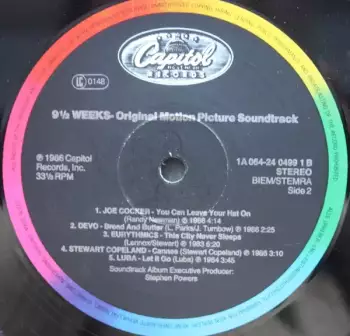 Capitol
RECORDS
LC 0148
9½ WEEKS- Original Motion Picture Soundtrack
℗ 1986 Capitol
Records, Inc.
33⅓ RPM
1A 064-24 0499 1 B
STEREO
BIEM/STEMRA
Side 2
1. JOE COCKER - You Can Leave Your Hat On
(Randy Newman) ℗ 1986 4:14
2. DEVO - Bread And Butter (L. Parks/J. Turnbow) ℗ 1986 2:25
3. EURYTHMICS - This City Never Sleeps
(Lennox/Stewart) ℗ 1983 6:20
4. STEWART COPELAND - Cannes (Stewart Copeland) ℗ 1986 3:10
5. LUBA - Let it Go (Luba) ℗ 1984 3:45
Soundtrack Album Executive Producer:
Stephen Powers